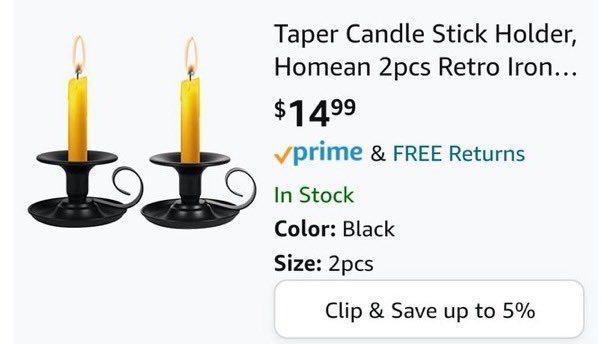 Taper Candle Stick Holder,
Homean 2pcs Retro Iron...
$14.99
prime & FREE Returns
In Stock
Color: Black
Size: 2pcs
Clip & Save up to 5%